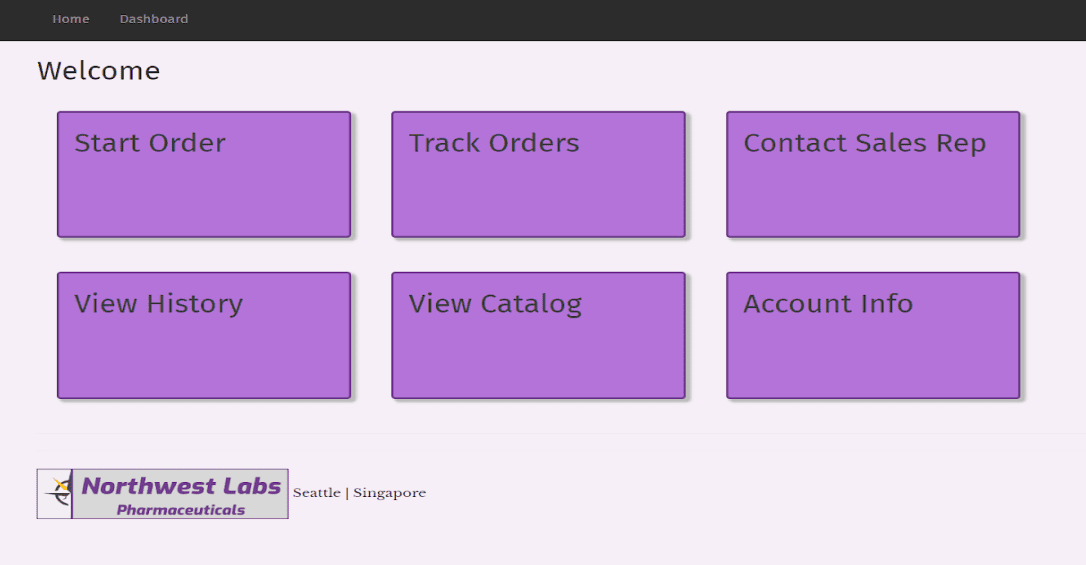 Home Dashboard
Welcome
Start Order Track Orders Contact Sales Rep
View History View Catalog Account Info
Northwest Labs
Pharmaceuticals
Seattle | Singapore